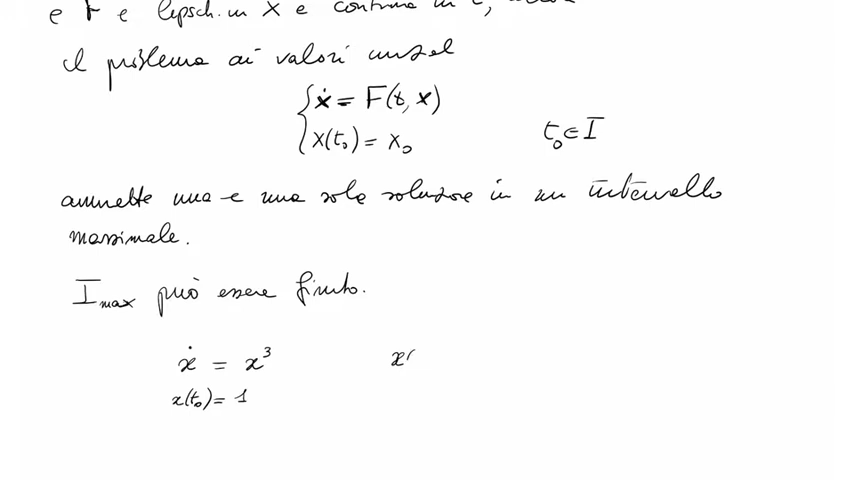 e F e lipsch. in x e continua in t, allora
il problema ai valori inizial
{ ẋ = F(t, x)
x(t₀) = x₀ t₀ ∈ I
ammette una e una sola soluzione in un intervallo
massimale.
I_max può essere finito.
ẋ = x³ x(
x(t₀) = 1